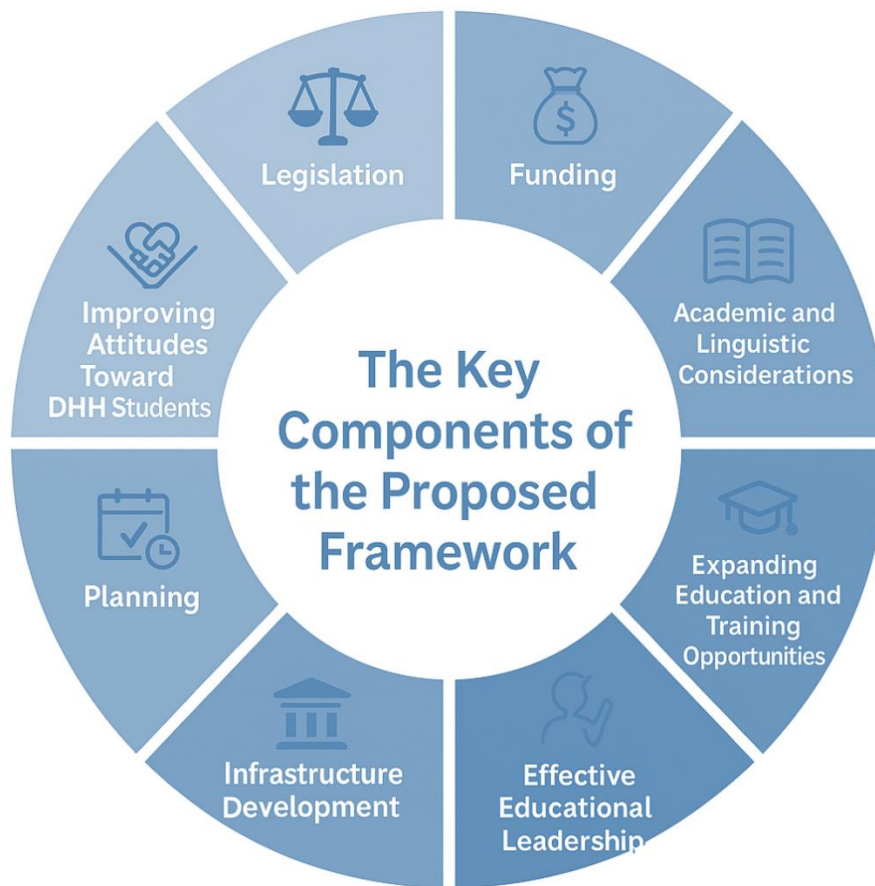 Legislation
Funding
Academic and
Linguistic
Considerations
Expanding
Education and
Training
Opportunities
Effective
Educational
Leadership
Infrastructure
Development
Planning
Improving
Attitudes
Toward
DHH Students
The Key
Components of
the Proposed
Framework
$